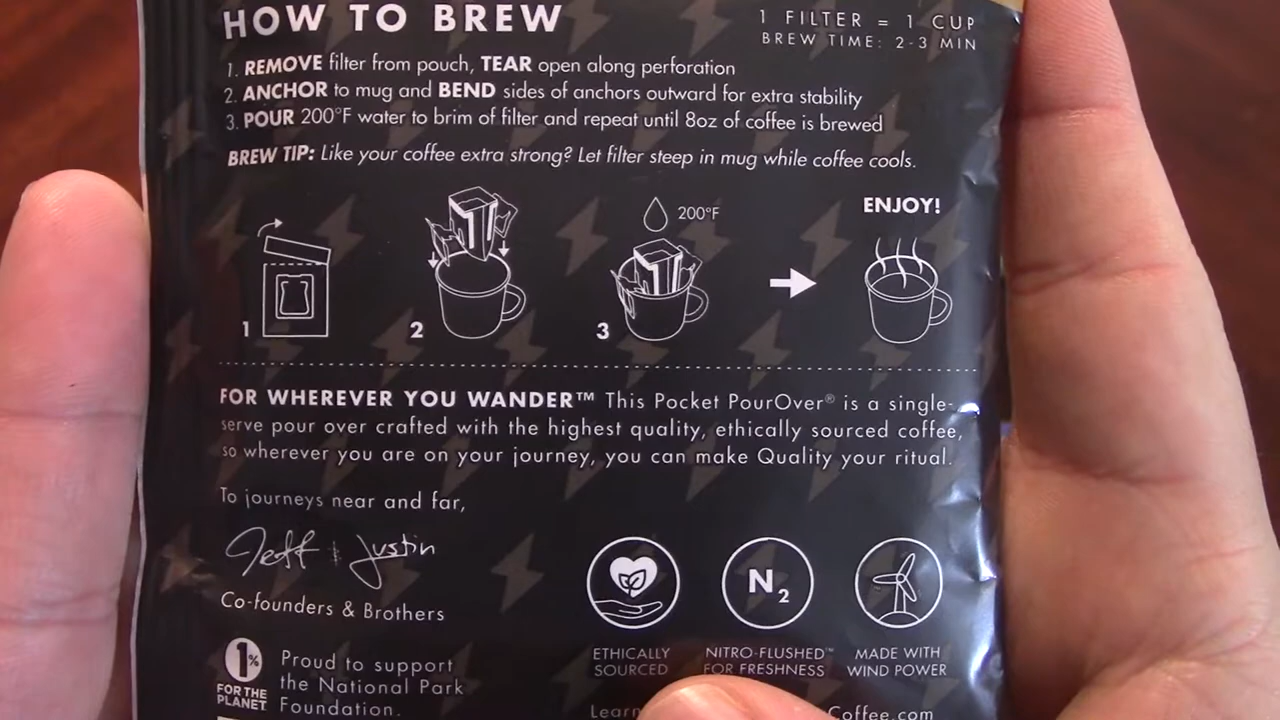 HOW TO BREW
1 FILTER = 1 CUP
BREW TIME: 2-3 MIN
1. REMOVE filter from pouch, TEAR open along perforation
2. ANCHOR to mug and BEND sides of anchors outward for extra stability
3. POUR 200°F water to brim of filter and repeat until 8oz of coffee is brewed
BREW TIP: Like your coffee extra strong? Let filter steep in mug while coffee cools.
200°F
ENJOY!
1
2
3
FOR WHEREVER YOU WANDER™ This Pocket PourOver® is a single-
serve pour over crafted with the highest quality, ethically sourced coffee,
so wherever you are on your journey, you can make Quality your ritual.
To journeys near and far,
Jeff & Justin
Co-founders & Brothers
N2
1%
FOR THE
PLANET
Proud to support
the National Park
Foundation.
ETHICALLY
SOURCED
NITRO-FLUSHED™
FOR FRESHNESS
MADE WITH
WIND POWER
Learn Coffee.com